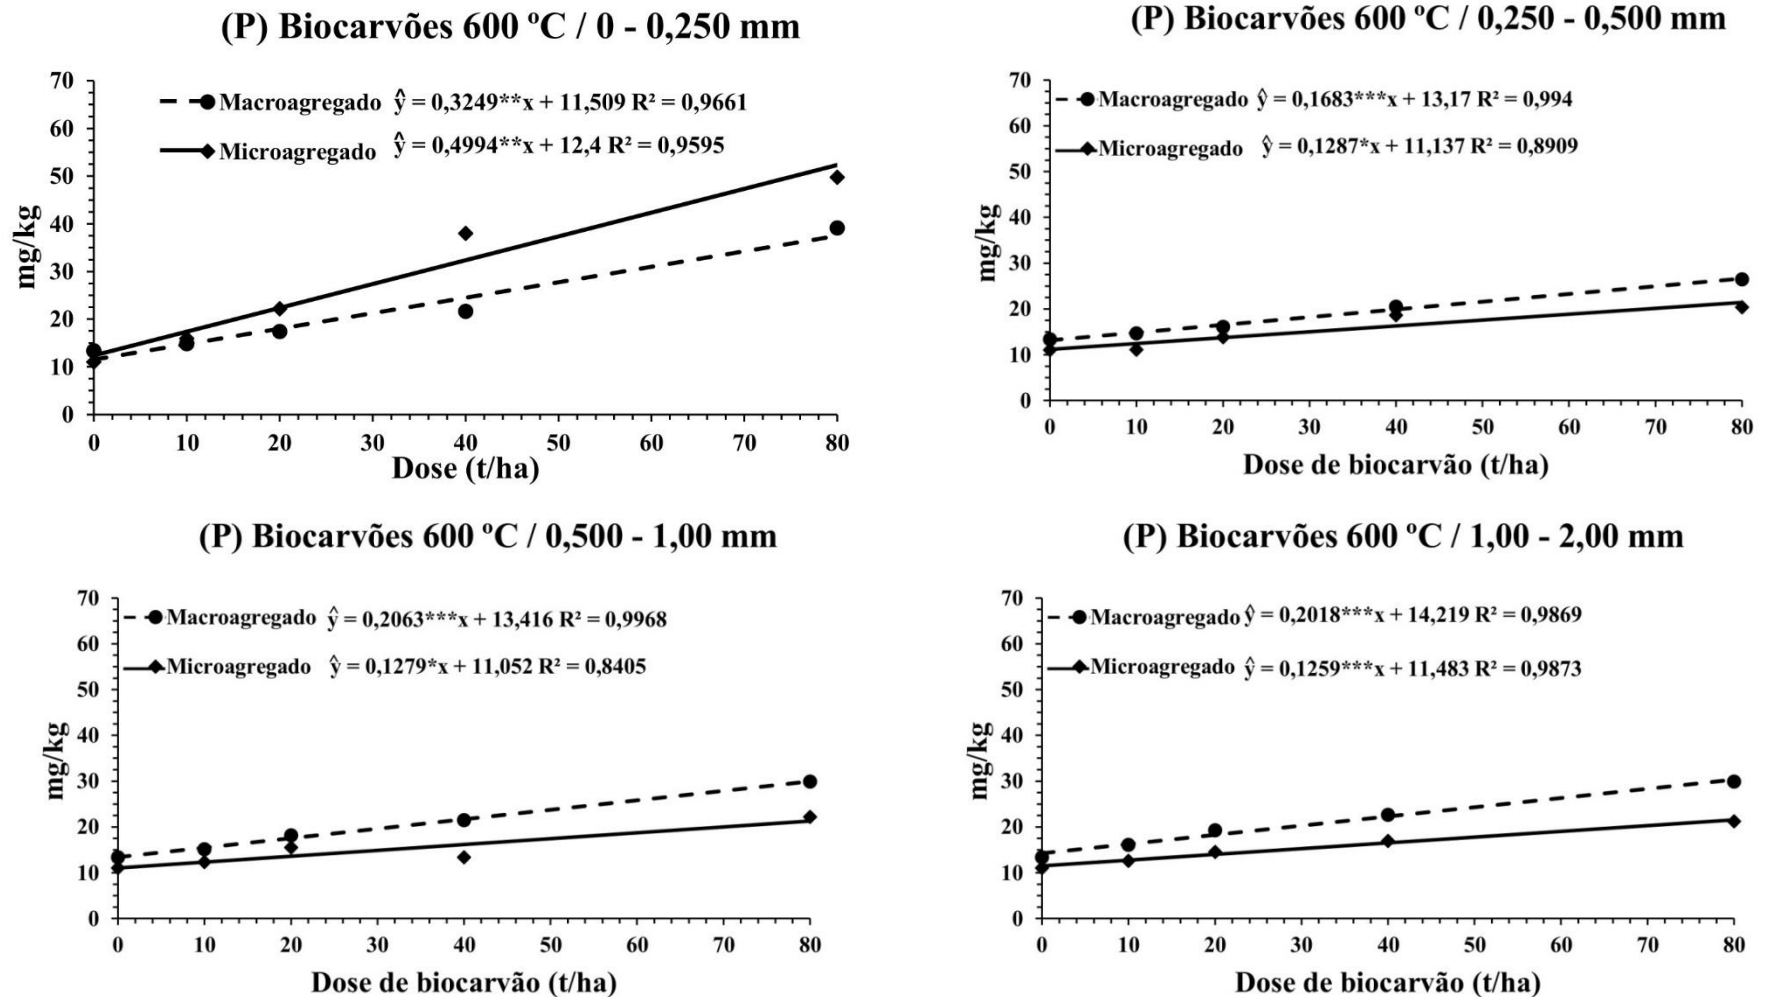 (P) Biocarvões 600 ºC / 0 - 0,250 mm
70
60
50
40
30
20
10
0
mg/kg
Macroagregado ŷ = 0,3249**x + 11,509 R² = 0,9661
Microagregado ŷ = 0,4994**x + 12,4 R² = 0,9595
0 10 20 30 40 50 60 70 80
Dose (t/ha)
(P) Biocarvões 600 ºC / 0,250 - 0,500 mm
70
60
50
40
30
20
10
0
mg/kg
Macroagregado ŷ = 0,1683***x + 13,17 R² = 0,994
Microagregado ŷ = 0,1287*x + 11,137 R² = 0,8909
0 10 20 30 40 50 60 70 80
Dose de biocarvão (t/ha)
(P) Biocarvões 600 ºC / 0,500 - 1,00 mm
70
60
50
40
30
20
10
0
mg/kg
Macroagregado ŷ = 0,2063***x + 13,416 R² = 0,9968
Microagregado ŷ = 0,1279*x + 11,052 R² = 0,8405
0 10 20 30 40 50 60 70 80
Dose de biocarvão (t/ha)
(P) Biocarvões 600 ºC / 1,00 - 2,00 mm
70
60
50
40
30
20
10
0
mg/kg
Macroagregado ŷ = 0,2018***x + 14,219 R² = 0,9869
Microagregado ŷ = 0,1259***x + 11,483 R² = 0,9873
0 10 20 30 40 50 60 70 80
Dose de biocarvão (t/ha)